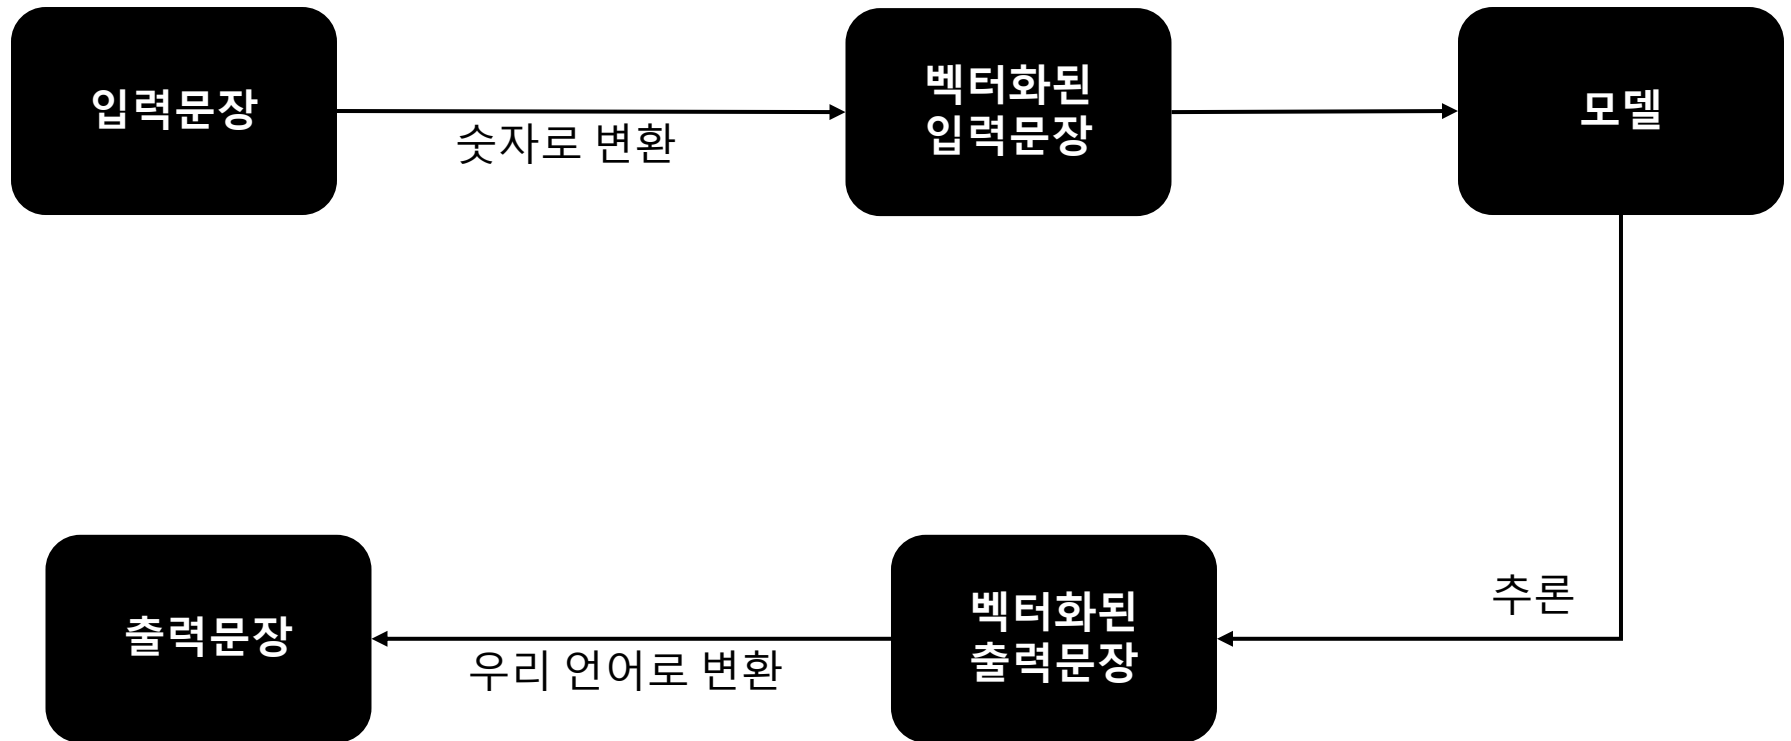 입력문장
숫자로 변환
벡터화된
입력문장
모델
추론
벡터화된
출력문장
우리 언어로 변환
출력문장